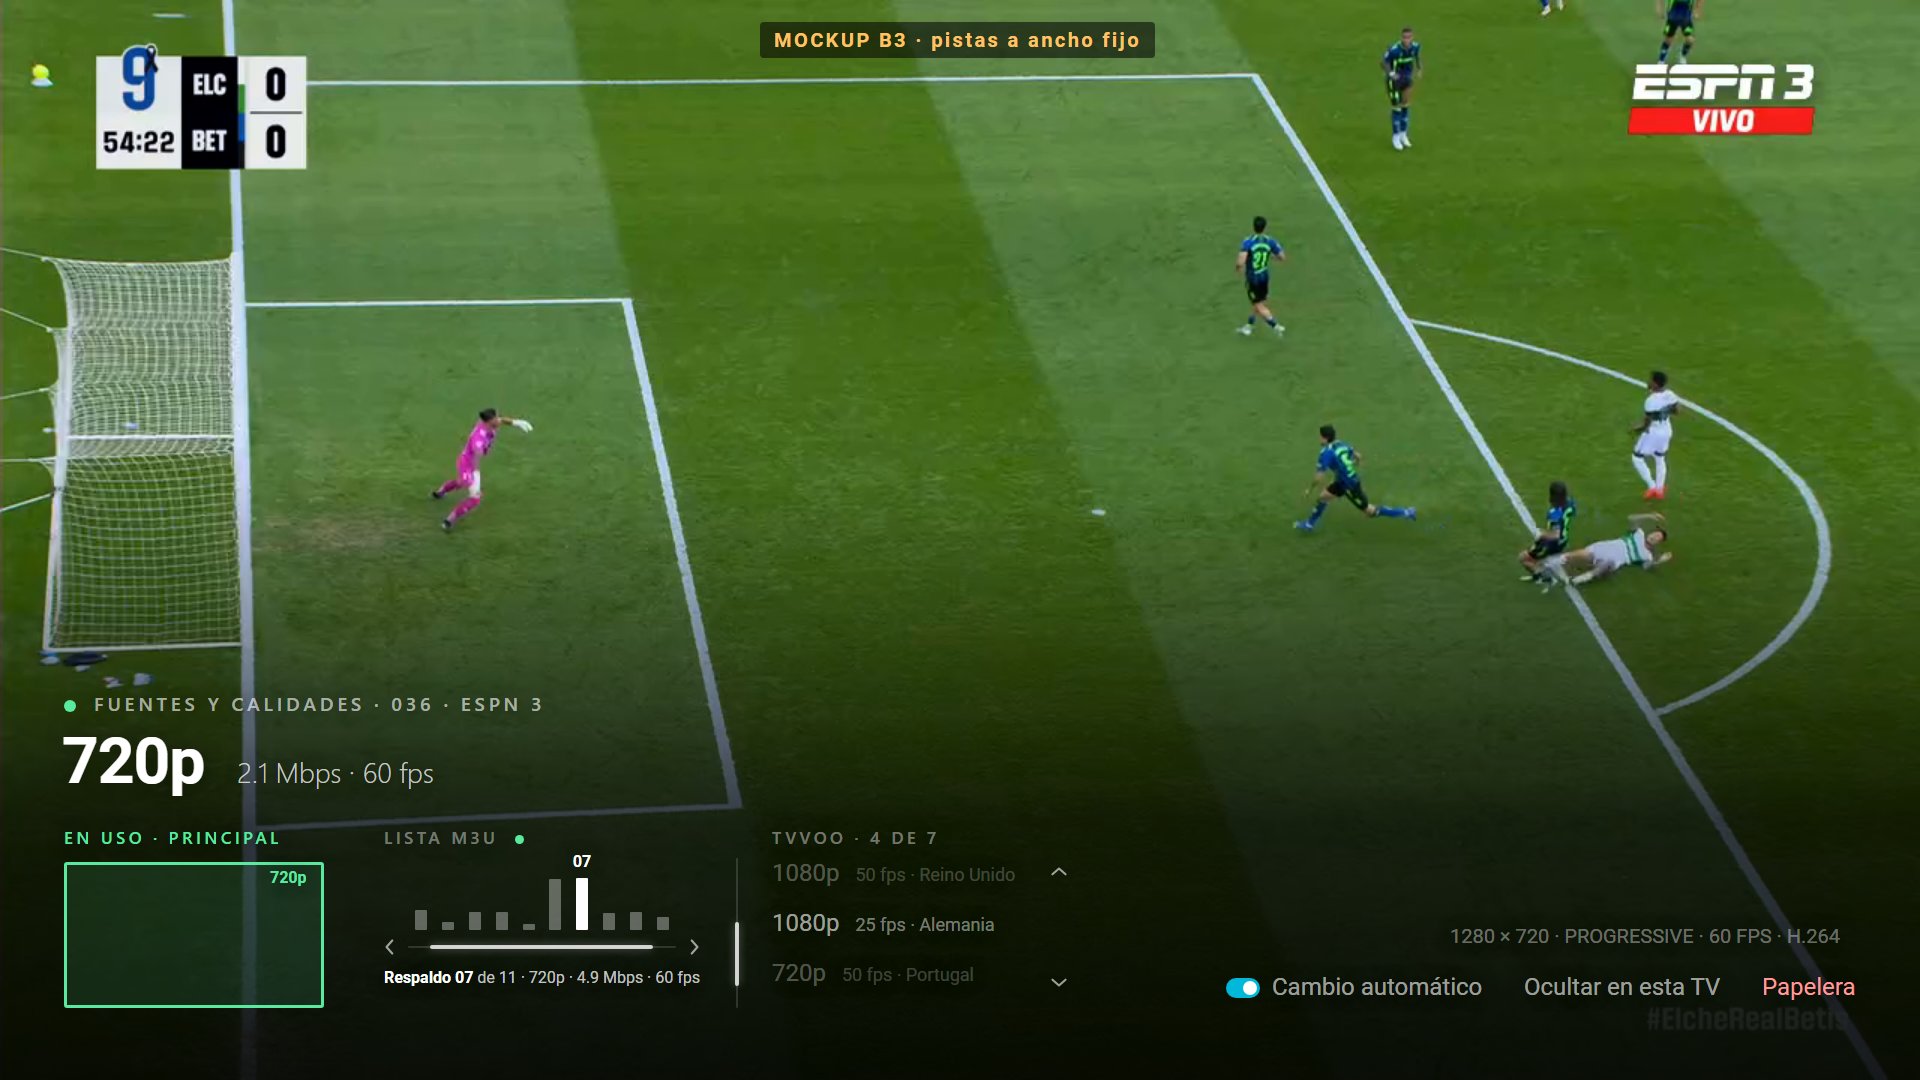 MOCKUP B3 · pistas a ancho fijo
9
ELC 0
54:22 BET 0
ESPN 3
VIVO
21
FUENTES Y CALIDADES · 036 · ESPN 3
720p 2.1 Mbps · 60 fps
EN USO · PRINCIPAL
720p
LISTA M3U
07
Respaldo 07 de 11 · 720p · 4.9 Mbps · 60 fps
TVVOO · 4 DE 7
1080p 50 fps · Reino Unido
1080p 25 fps · Alemania
720p 50 fps · Portugal
1280 × 720 · PROGRESSIVE · 60 FPS · H.264
Cambio automático Ocultar en esta TV Papelera
#ElcheRealBetis